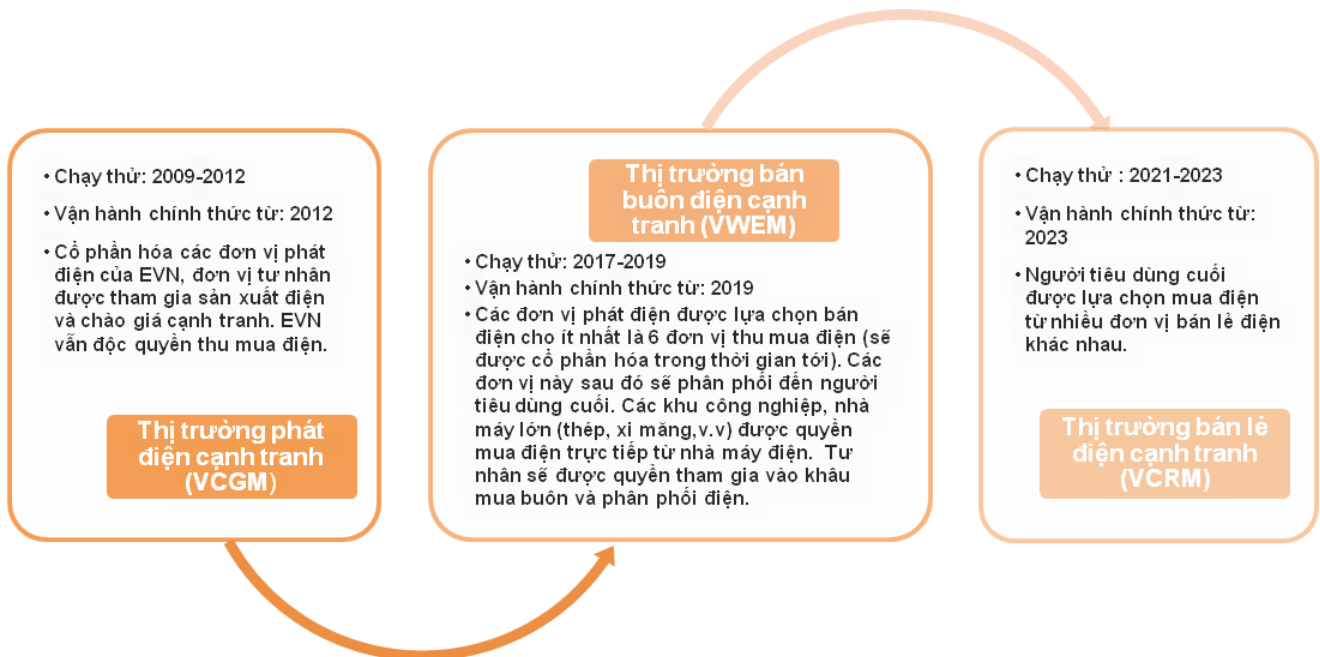 • Chạy thử: 2009-2012
• Vận hành chính thức từ: 2012
• Cổ phần hóa các đơn vị phát
điện của EVN, đơn vị tư nhân
được tham gia sản xuất điện
và chào giá cạnh tranh. EVN
vẫn độc quyền thu mua điện.
Thị trường phát
điện cạnh tranh
(VCGM)
Thị trường bán
buôn điện cạnh
tranh (VWEM)
• Chạy thử: 2017-2019
• Vận hành chính thức từ: 2019
• Các đơn vị phát điện được lựa chọn bán
điện cho ít nhất là 6 đơn vị thu mua điện (sẽ
được cổ phần hóa trong thời gian tới). Các
đơn vị này sau đó sẽ phân phối đến người
tiêu dùng cuối. Các khu công nghiệp, nhà
máy lớn (thép, xi măng,v.v) được quyền
mua điện trực tiếp từ nhà máy điện. Tư
nhân sẽ được quyền tham gia vào khâu
mua buôn và phân phối điện.
• Chạy thử : 2021-2023
• Vận hành chính thức từ:
2023
• Người tiêu dùng cuối
được lựa chọn mua điện
từ nhiều đơn vị bán lẻ điện
khác nhau.
Thị trường bán lẻ
điện cạnh tranh
(VCRM)